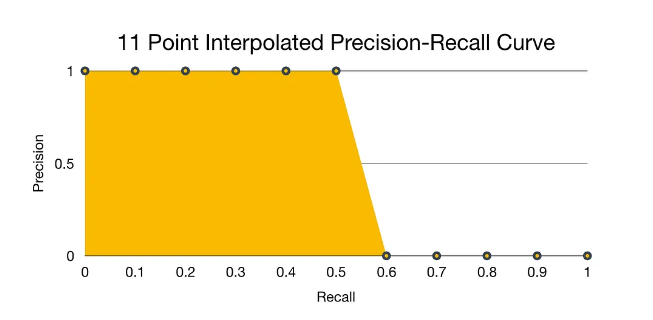 11 Point Interpolated Precision-Recall Curve
1
Precision
0.5
0
0 0.1 0.2 0.3 0.4 0.5 0.6 0.7 0.8 0.9 1
Recall